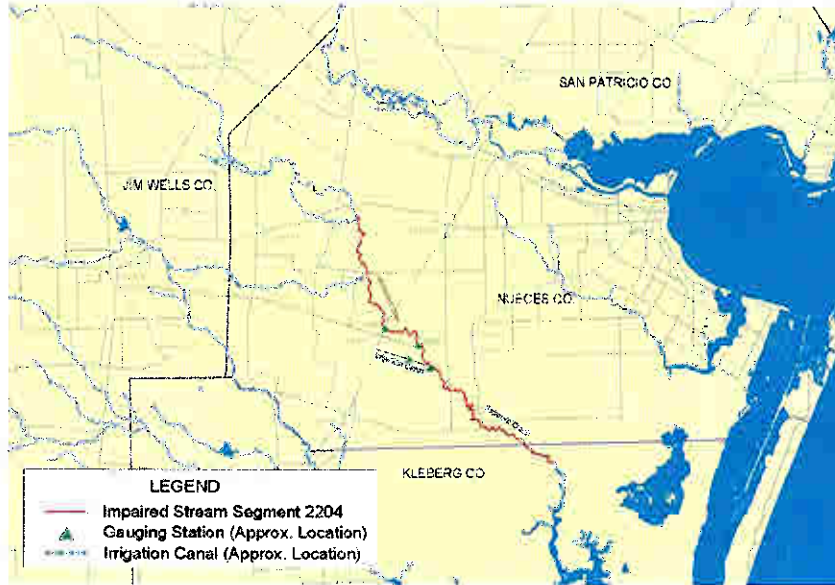 SAN PATRICIO CO
JIM WELLS CO.
NUECES CO.
KLEBERG CO
LEGEND
Impaired Stream Segment 2204
Gauging Station (Approx. Location)
Irrigation Canal (Approx. Location)